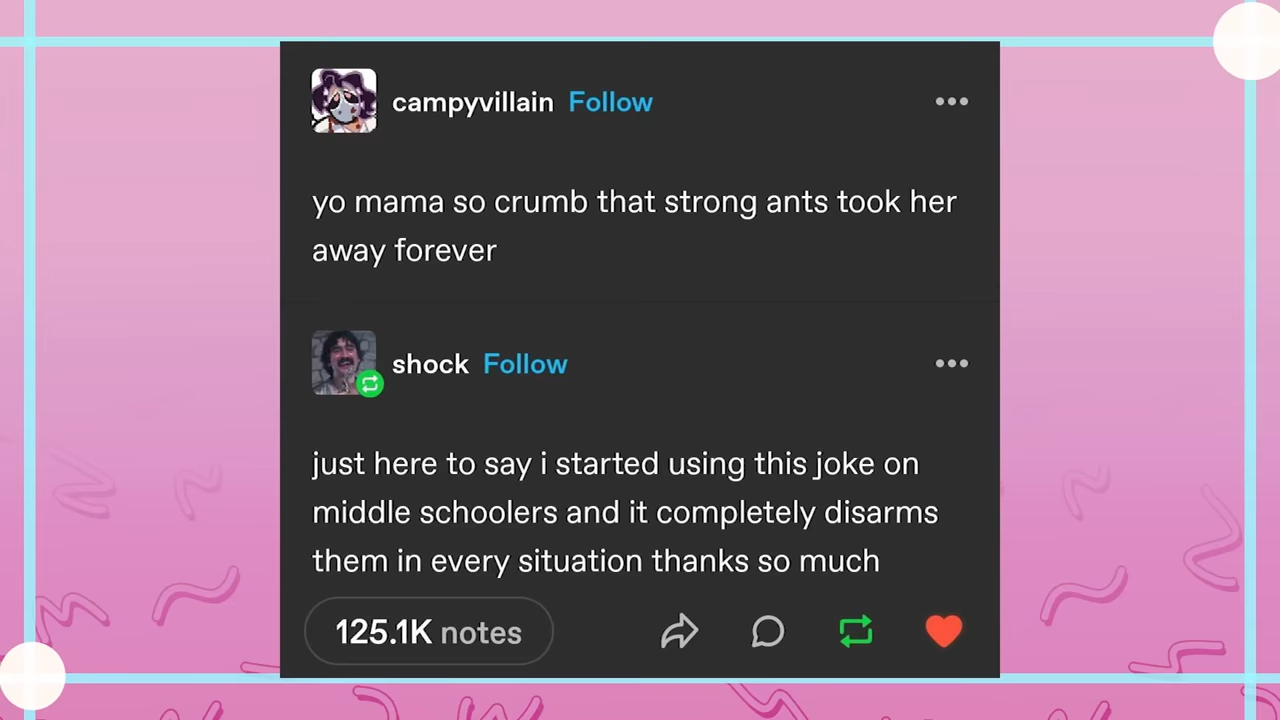 campyvillain Follow
yo mama so crumb that strong ants took her
away forever
shock Follow
just here to say i started using this joke on
middle schoolers and it completely disarms
them in every situation thanks so much
125.1K notes